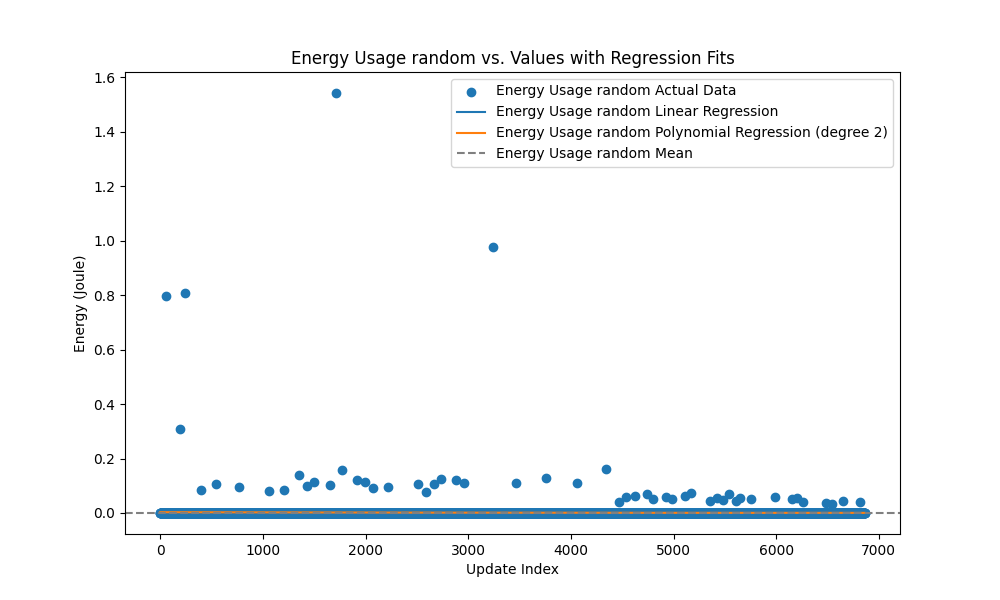 Energy Usage random vs. Values with Regression Fits
Energy Usage random Actual Data
Energy Usage random Linear Regression
Energy Usage random Polynomial Regression (degree 2)
Energy Usage random Mean
Energy (Joule)
1.6
1.4
1.2
1.0
0.8
0.6
0.4
0.2
0.0
0 1000 2000 3000 4000 5000 6000 7000
Update Index